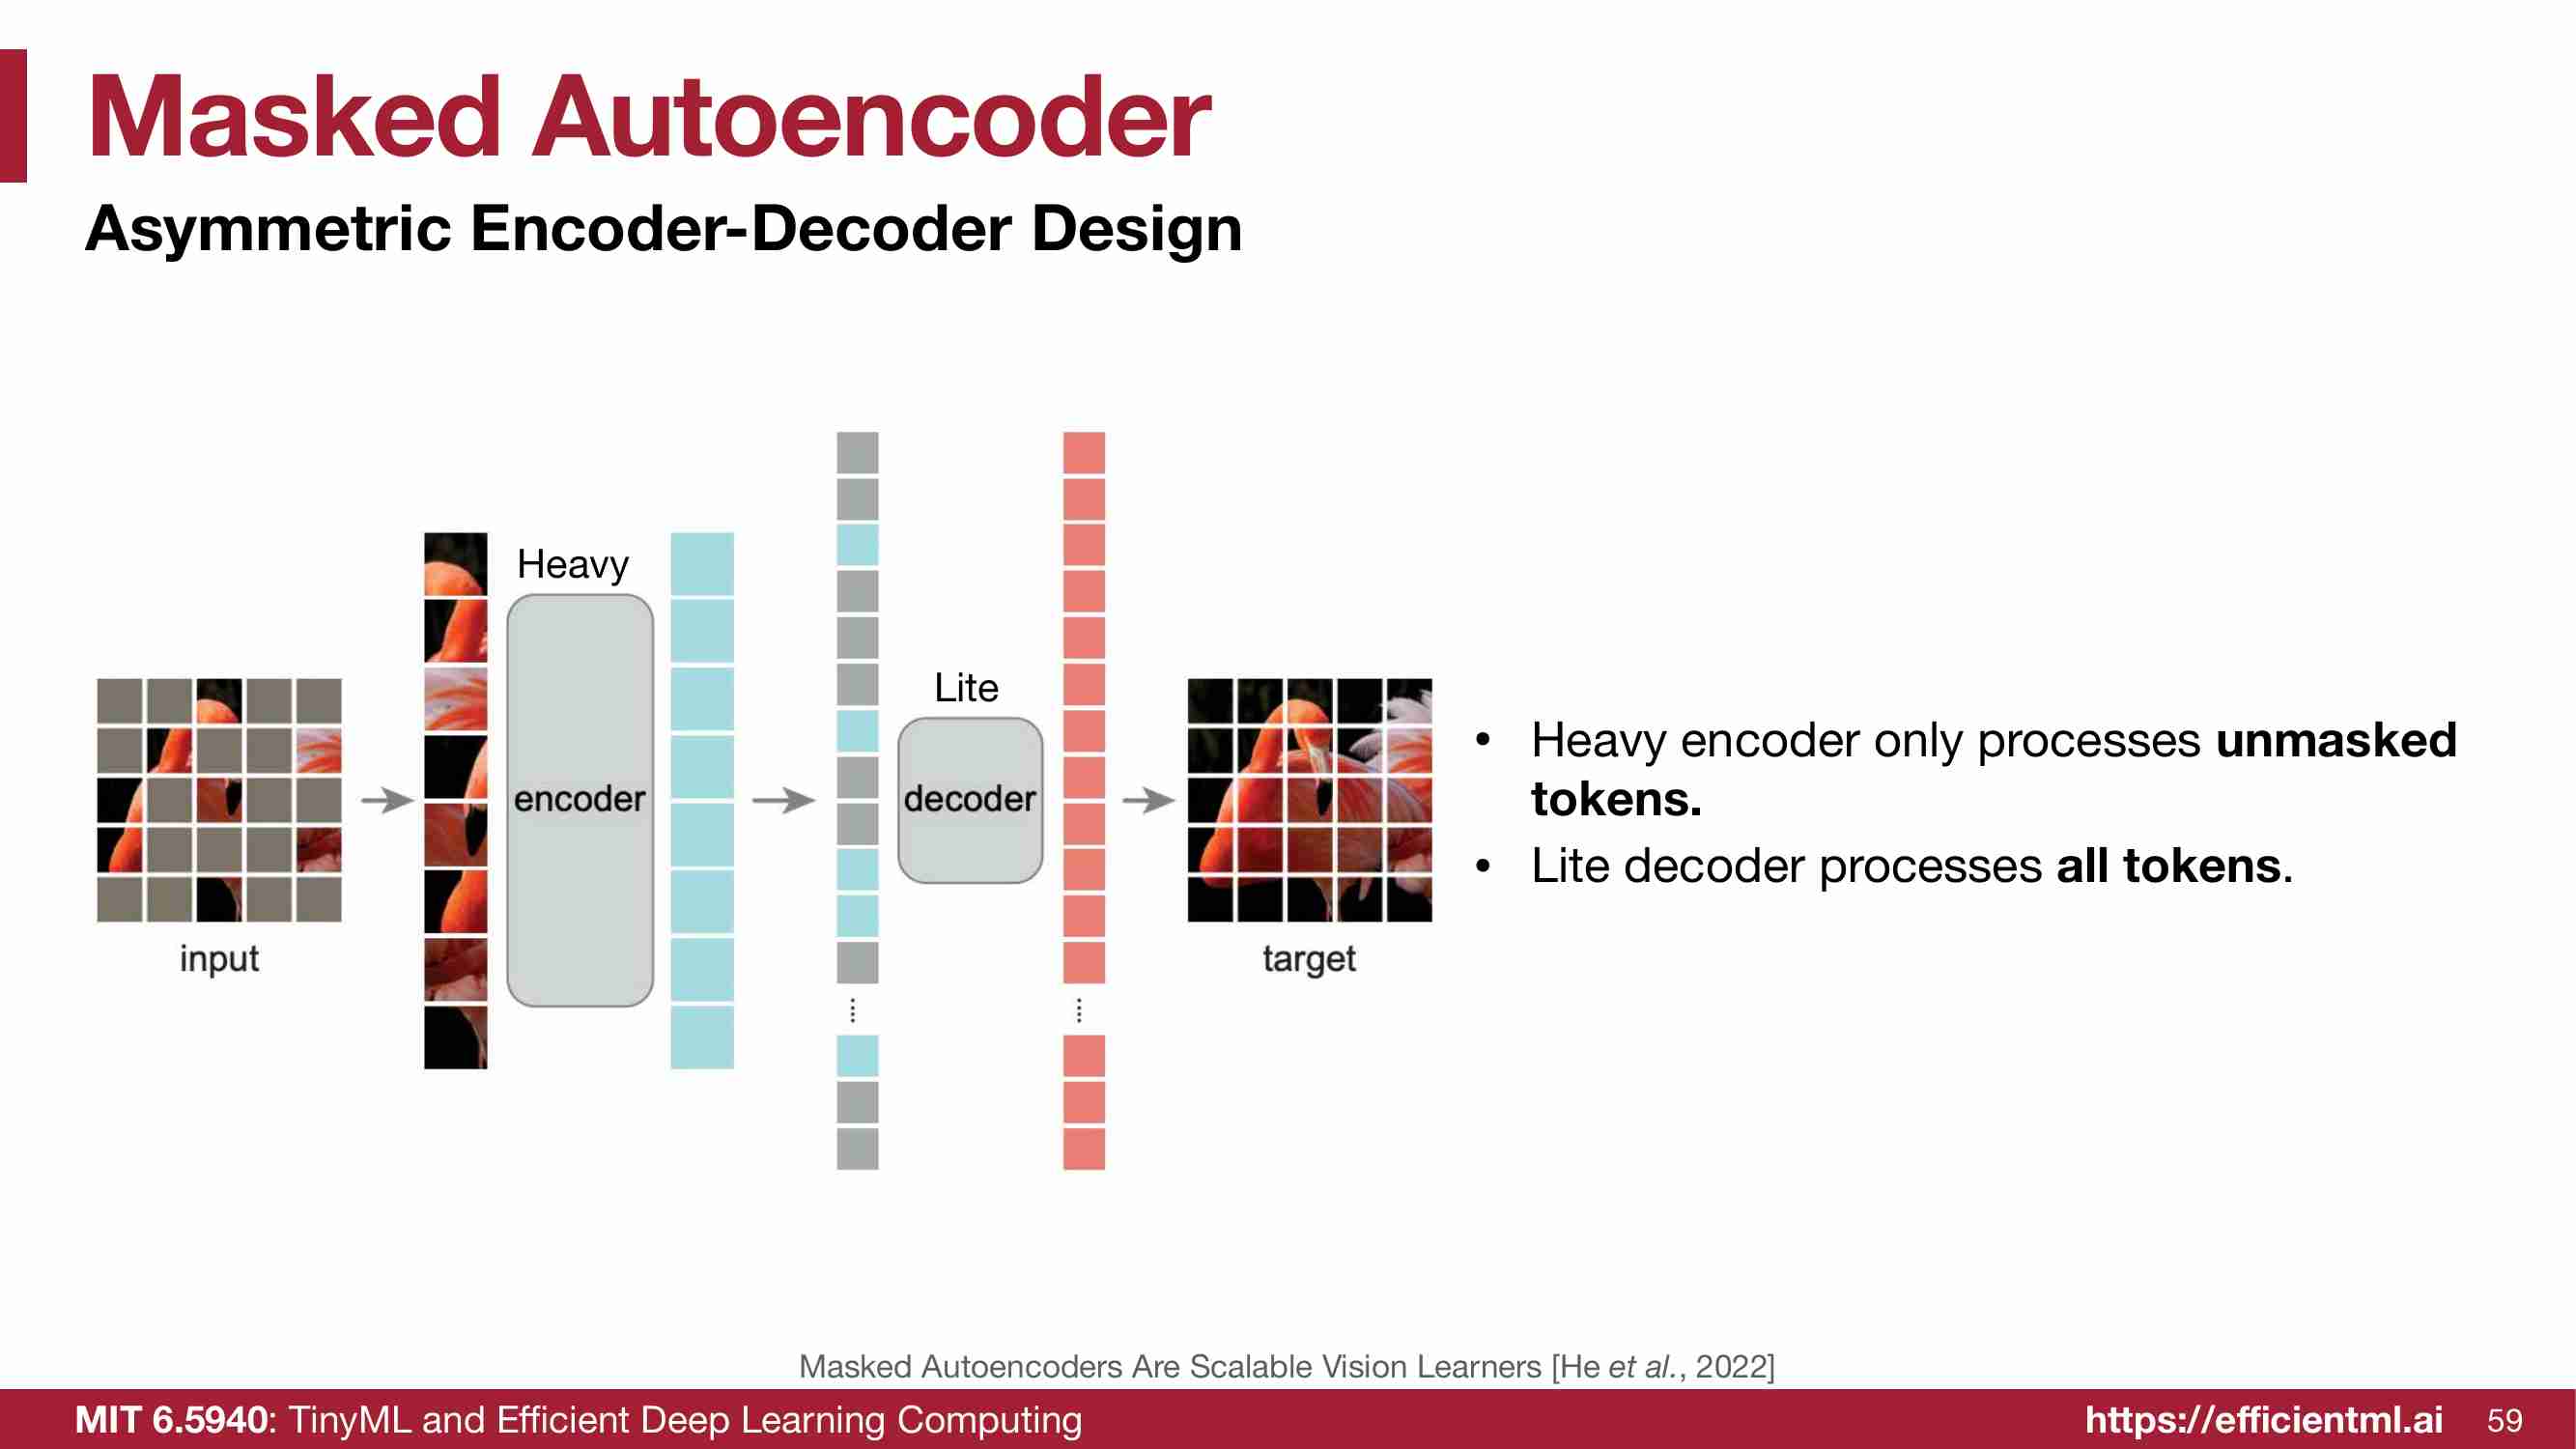 Masked Autoencoder
Asymmetric Encoder-Decoder Design
Heavy
encoder
Lite
decoder
input
target
• Heavy encoder only processes unmasked
tokens.
• Lite decoder processes all tokens.
Masked Autoencoders Are Scalable Vision Learners [He et al., 2022]
MIT 6.5940: TinyML and Efficient Deep Learning Computing
https://efficientml.ai 59